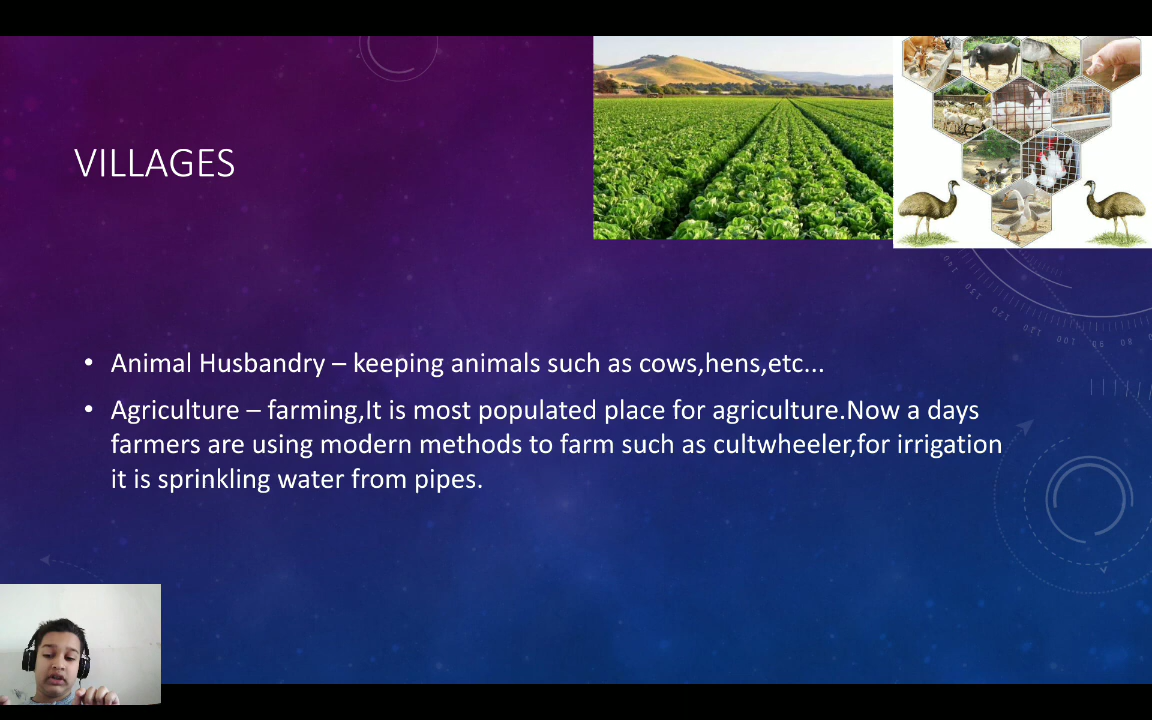 VILLAGES
• Animal Husbandry – keeping animals such as cows,hens,etc...
• Agriculture – farming,It is most populated place for agriculture.Now a days
farmers are using modern methods to farm such as cultwheeler,for irrigation
it is sprinkling water from pipes.